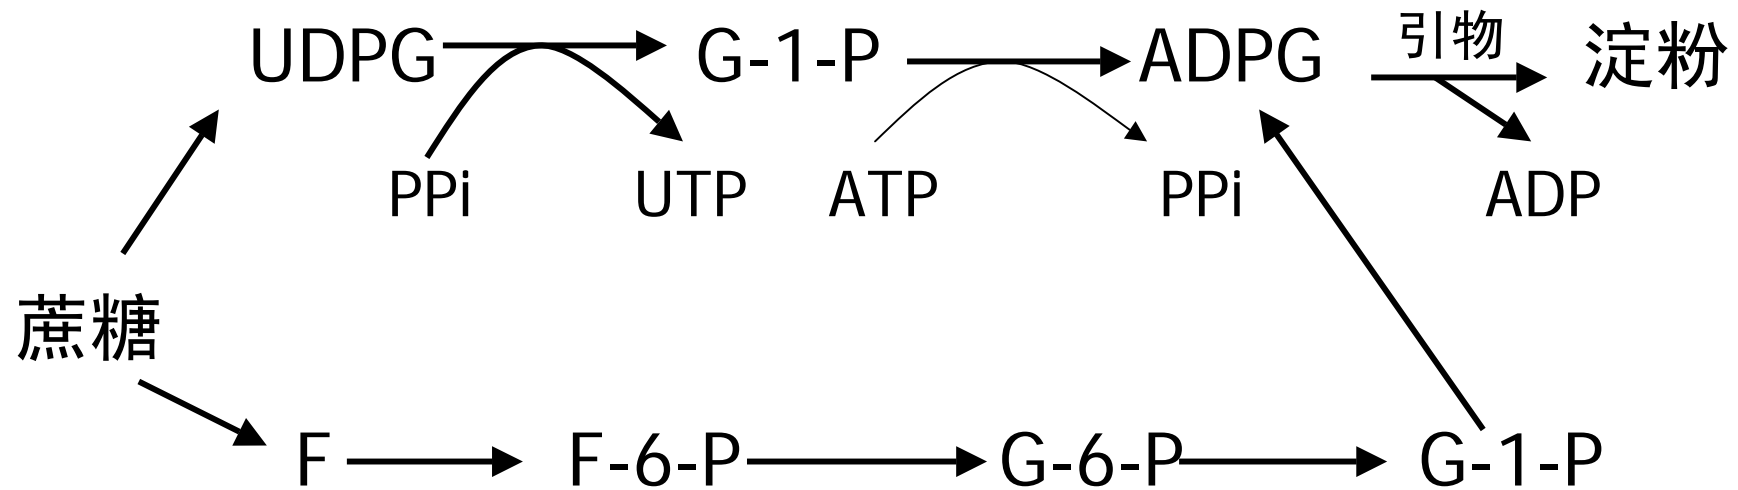 引物
UDPG G-1-P ADPG 淀粉
PPi UTP ATP PPi ADP
蔗糖
F F-6-P G-6-P G-1-P